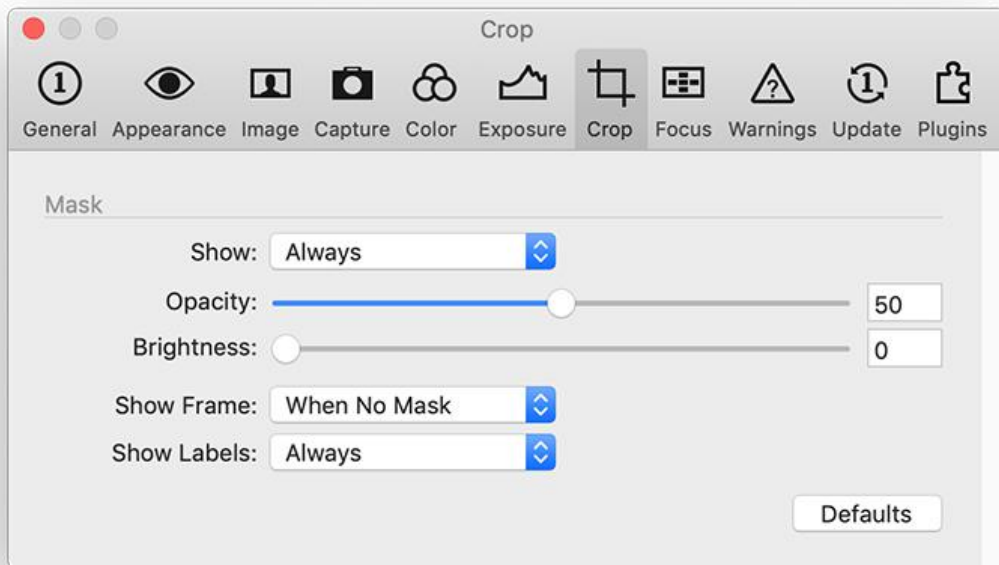 Crop
General Appearance Image Capture Color Exposure Crop Focus Warnings Update Plugins
Mask
Show: Always
Opacity: 50
Brightness: 0
Show Frame: When No Mask
Show Labels: Always
Defaults